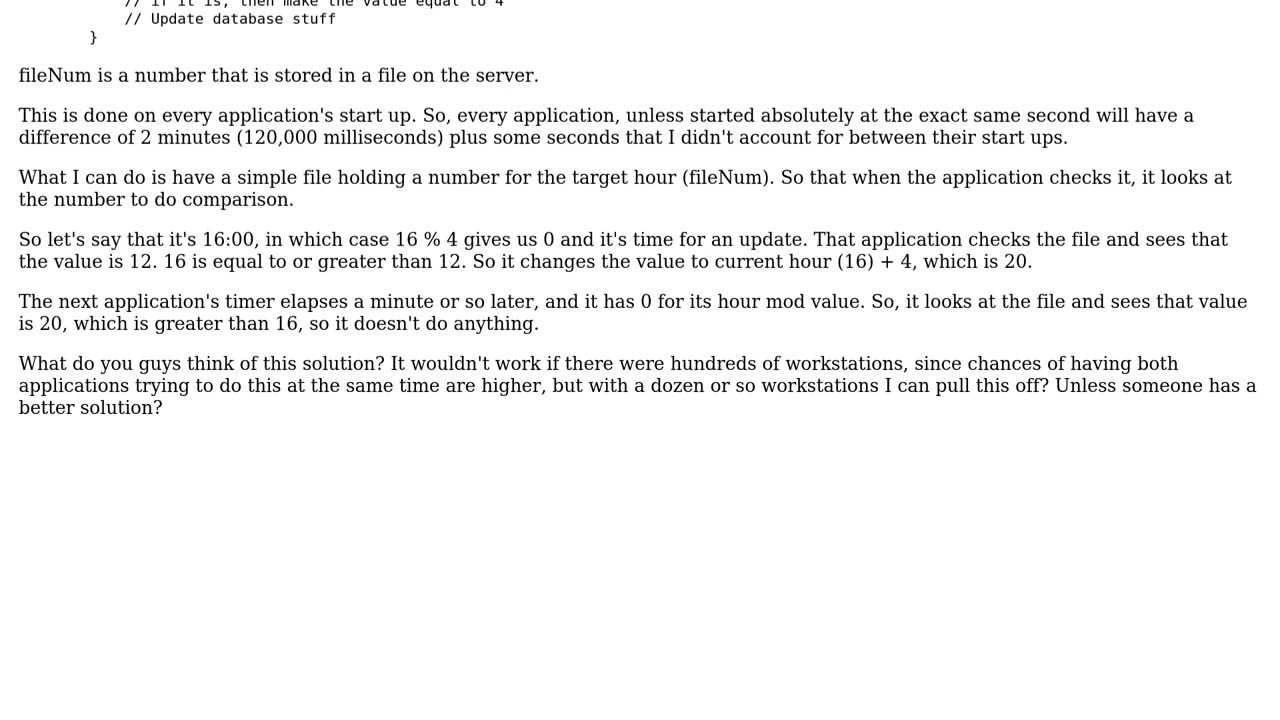 // If it is, then make the value equal to 4
// Update database stuff
}
fileNum is a number that is stored in a file on the server.
This is done on every application's start up. So, every application, unless started absolutely at the exact same second will have a
difference of 2 minutes (120,000 milliseconds) plus some seconds that I didn't account for between their start ups.
What I can do is have a simple file holding a number for the target hour (fileNum). So that when the application checks it, it looks at
the number to do comparison.
So let's say that it's 16:00, in which case 16 % 4 gives us 0 and it's time for an update. That application checks the file and sees that
the value is 12. 16 is equal to or greater than 12. So it changes the value to current hour (16) + 4, which is 20.
The next application's timer elapses a minute or so later, and it has 0 for its hour mod value. So, it looks at the file and sees that value
is 20, which is greater than 16, so it doesn't do anything.
What do you guys think of this solution? It wouldn't work if there were hundreds of workstations, since chances of having both
applications trying to do this at the same time are higher, but with a dozen or so workstations I can pull this off? Unless someone has a
better solution?